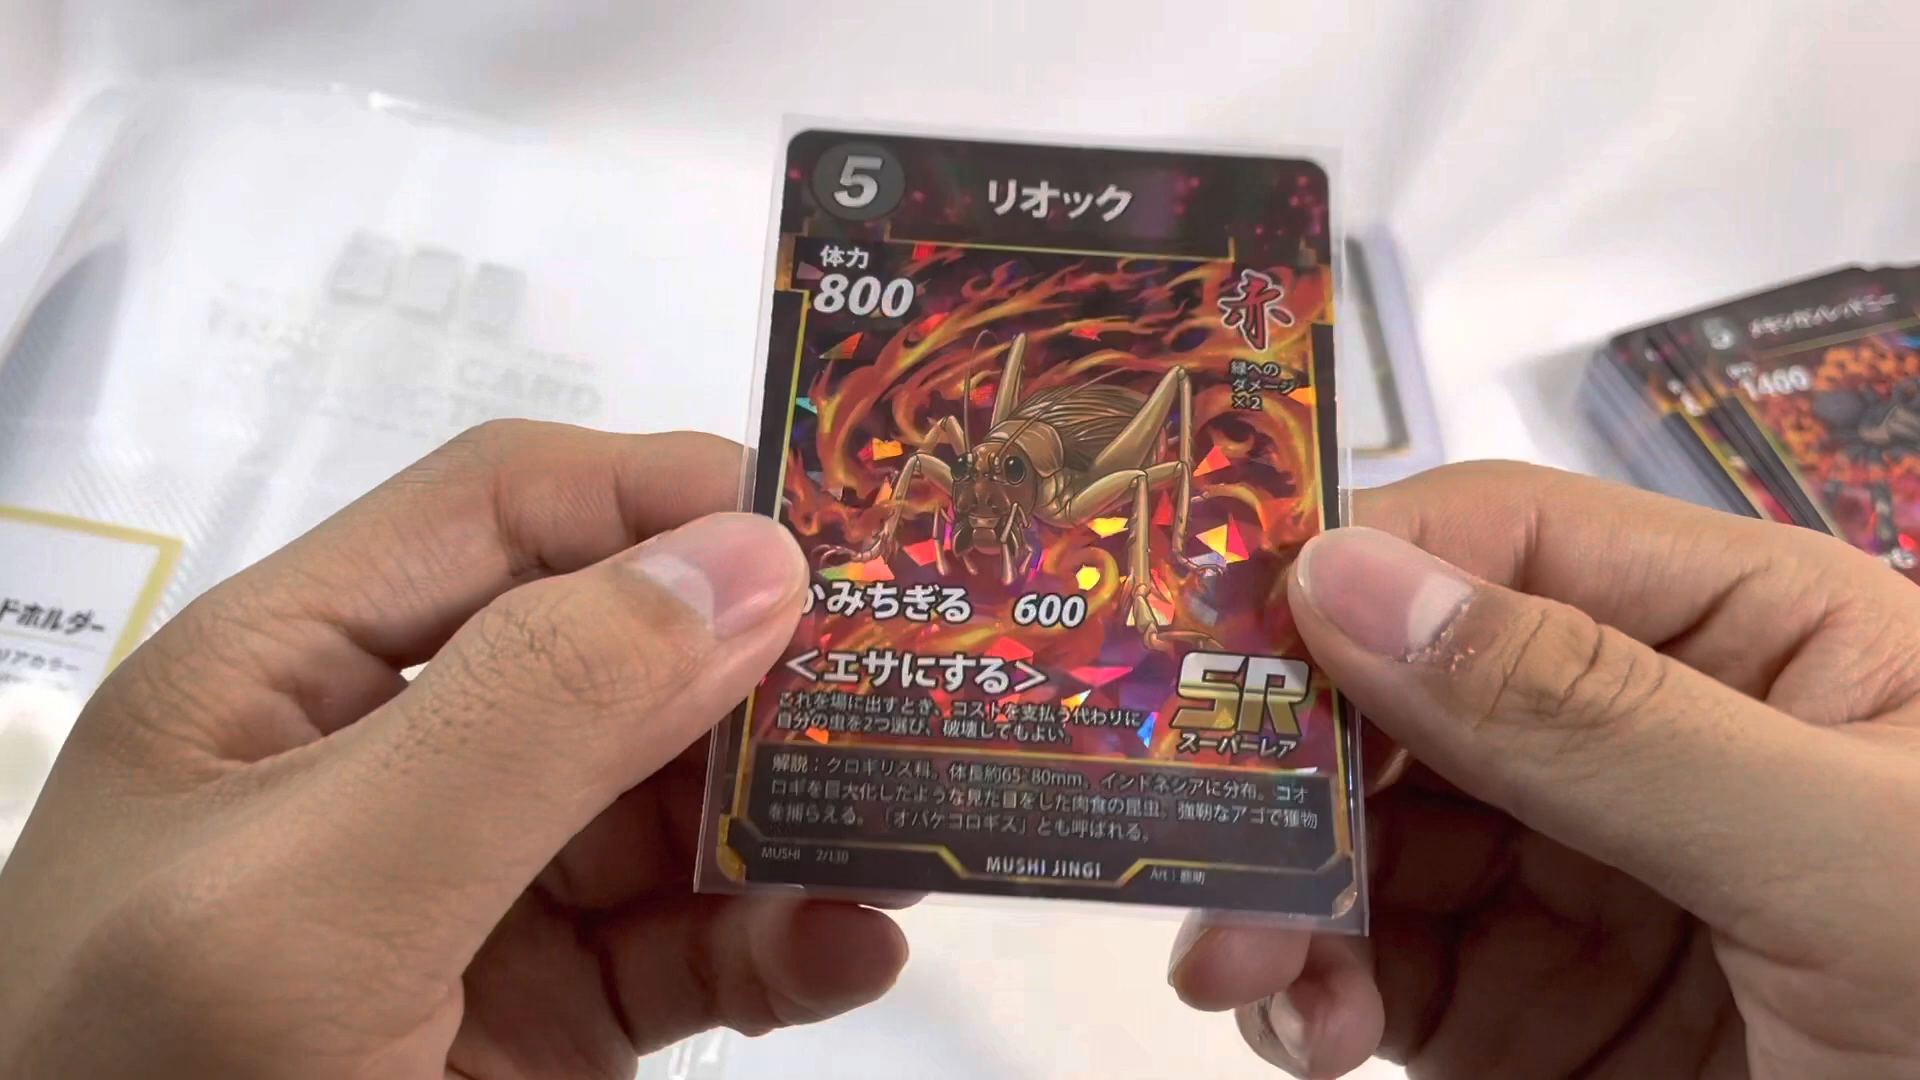 5
リオック
体力
800
赤
緑への
ダメージ
×2
かみちぎる 600
<エサにする>
これを場に出すとき、コストを支払う代わりに
自分の虫を2つ選び、破壊してもよい。
SR
スーパーレア
解説：クロギリス科。体長約65-80mm。インドネシアに分布。コオ
ロギを巨大化したような見た目をした肉食の昆虫。強靭なアゴで獲物
を捕らえる。「オバケコロギス」とも呼ばれる。
MUSHI 2/130
MUSHI JINGI
Art：
ドホルダー
リアカラー
CARD
5
1400